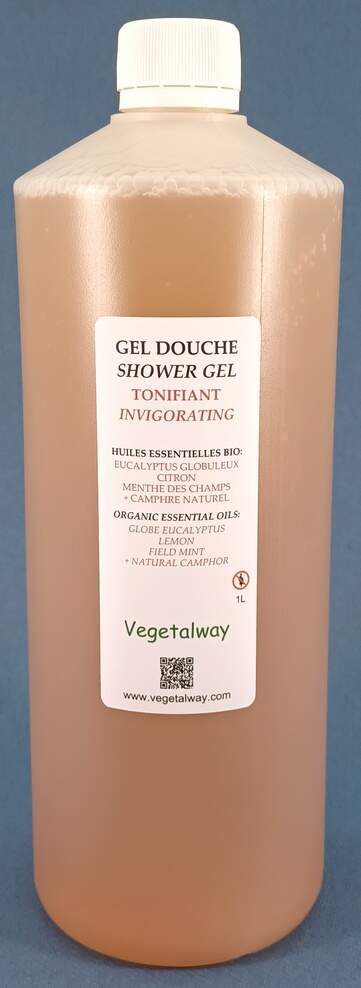 GEL DOUCHE
SHOWER GEL
TONIFIANT
INVIGORATING
HUILES ESSENTIELLES BIO:
EUCALYPTUS GLOBULEUX
CITRON
MENTHE DES CHAMPS
+ CAMPHRE NATUREL
ORGANIC ESSENTIAL OILS:
GLOBE EUCALYPTUS
LEMON
FIELD MINT
+ NATURAL CAMPHOR
1L
Vegetalway
www.vegetalway.com